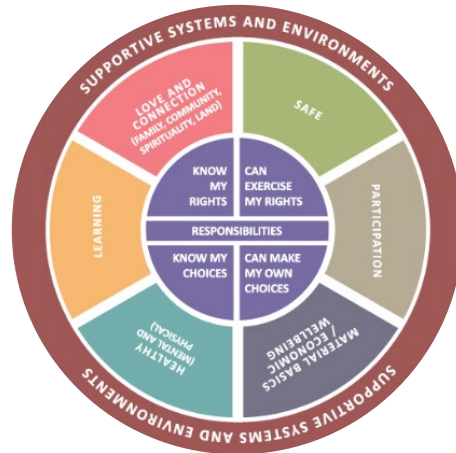 SUPPORTIVE SYSTEMS AND ENVIRONMENTS
LOVE AND
CONNECTION
(FAMILY, COMMUNITY,
SPIRITUALITY, LAND)
SAFE
LEARNING
KNOW
MY
RIGHTS
CAN
EXERCISE
MY RIGHTS
PARTICIPATION
RESPONSIBILITIES
KNOW MY
CHOICES
CAN MAKE
MY OWN
CHOICES
HEALTHY
(MENTAL AND
PHYSICAL)
MATERIAL BASICS
/ ECONOMIC
WELLBEING
SUPPORTIVE SYSTEMS AND ENVIRONMENTS